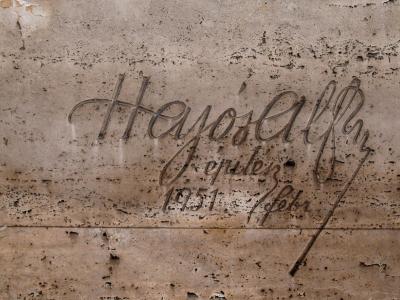 Hajós Alfréd
építész
1951 febr